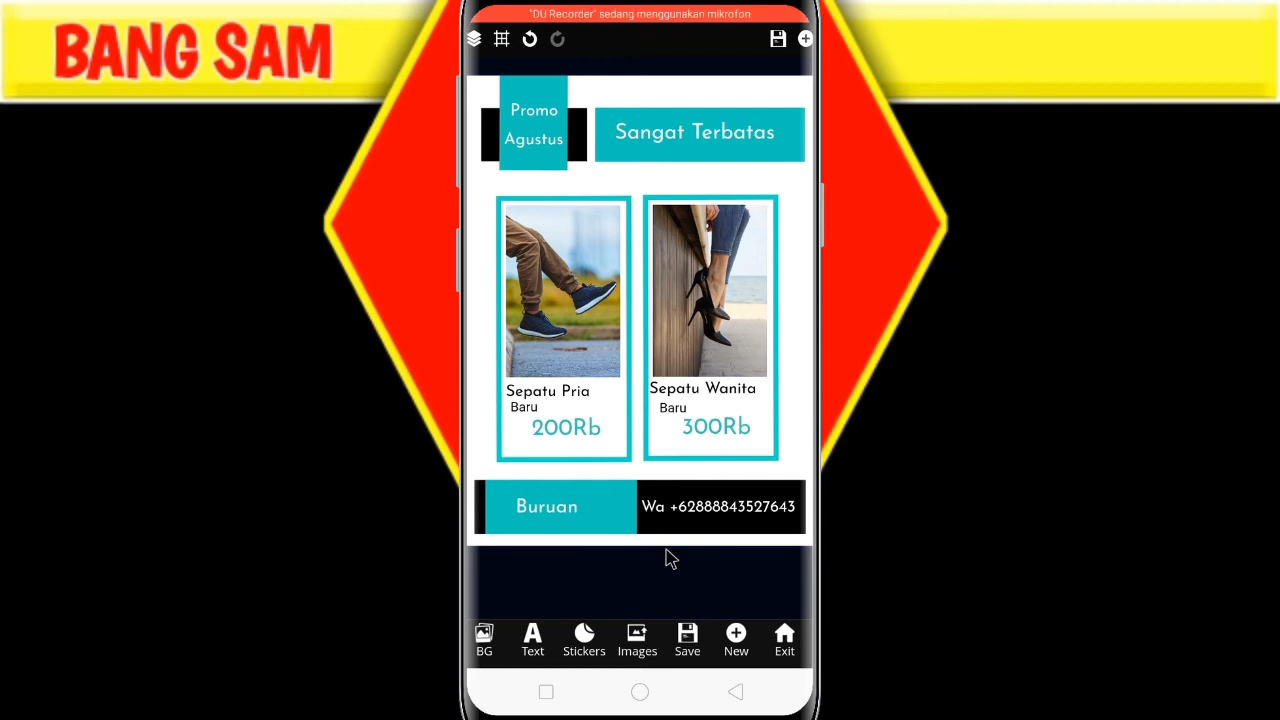 BANG SAM
"DU Recorder" sedang menggunakan mikrofon
Promo
Agustus
Sangat Terbatas
Sepatu Pria
Baru
200Rb
Sepatu Wanita
Baru
300Rb
Buruan
Wa +62888843527643
BG
Text
Stickers
Images
Save
New
Exit